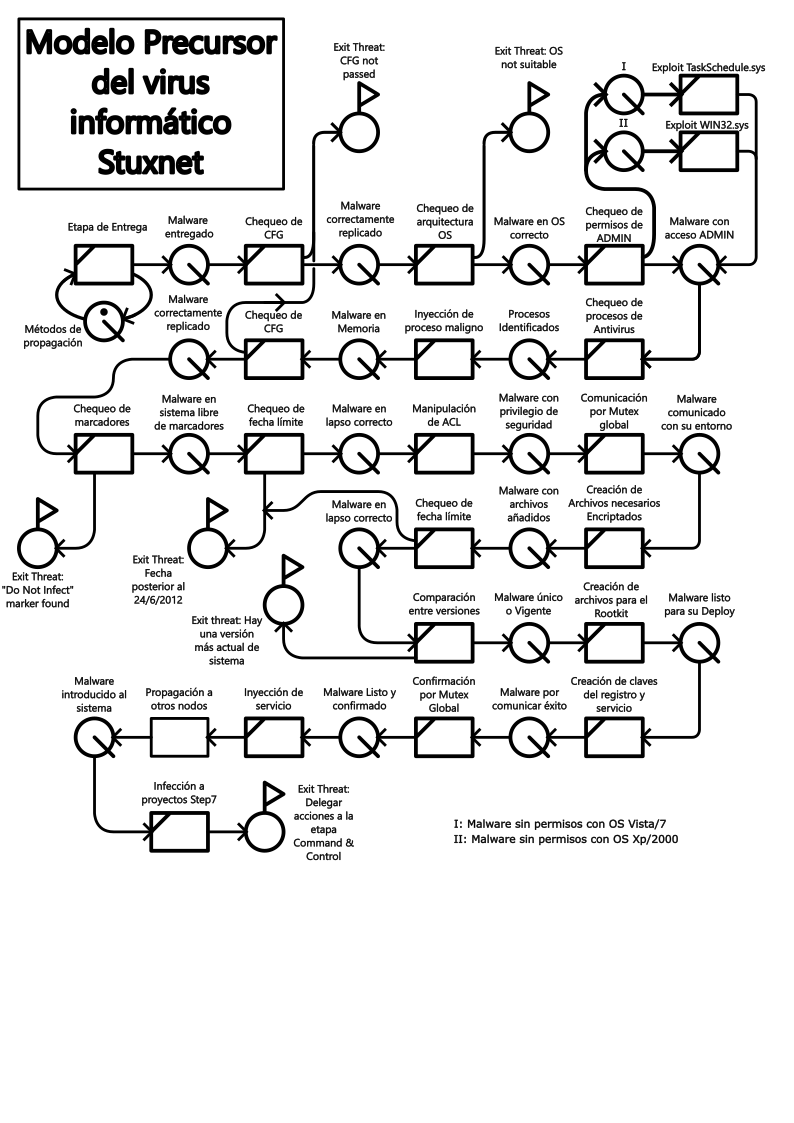 Modelo Precursor
del virus
informático
Stuxnet
Exit Threat:
CFG not
passed
Exit Threat: OS
not suitable
I
Exploit TaskSchedule.sys
II
Exploit WIN32.sys
Etapa de Entrega
Malware
entregado
Chequeo de
CFG
Malware
correctamente
replicado
Chequeo de
arquitectura
OS
Malware en OS
correcto
Chequeo de
permisos de
ADMIN
Malware con
acceso ADMIN
Métodos de
propagación
Malware
correctamente
replicado
Chequeo de
CFG
Malware en
Memoria
Inyección de
proceso maligno
Procesos
Identificados
Chequeo de
procesos de
Antivirus
Chequeo de
marcadores
Malware en
sistema libre
de marcadores
Chequeo de
fecha límite
Malware en
lapso correcto
Manipulación
de ACL
Malware con
privilegio de
seguridad
Comunicación
por Mutex
global
Malware
comunicado
con su entorno
Exit Threat:
"Do Not Infect"
marker found
Exit Threat:
Fecha
posterior al
24/6/2012
Malware en
lapso correcto
Chequeo de
fecha límite
Malware con
archivos
añadidos
Creación de
Archivos necesarios
Encriptados
Exit threat: Hay
una versión
más actual de
sistema
Comparación
entre versiones
Malware único
o Vigente
Creación de
archivos para el
Rootkit
Malware listo
para su Deploy
Malware
introducido al
sistema
Propagación a
otros nodos
Inyección de
servicio
Malware Listo y
confirmado
Confirmación
por Mutex
Global
Malware por
comunicar éxito
Creación de claves
del registro y
servicio
Infección a
proyectos Step7
Exit Threat:
Delegar
acciones a la
etapa
Command &
Control
I: Malware sin permisos con OS Vista/7
II: Malware sin permisos con OS Xp/2000